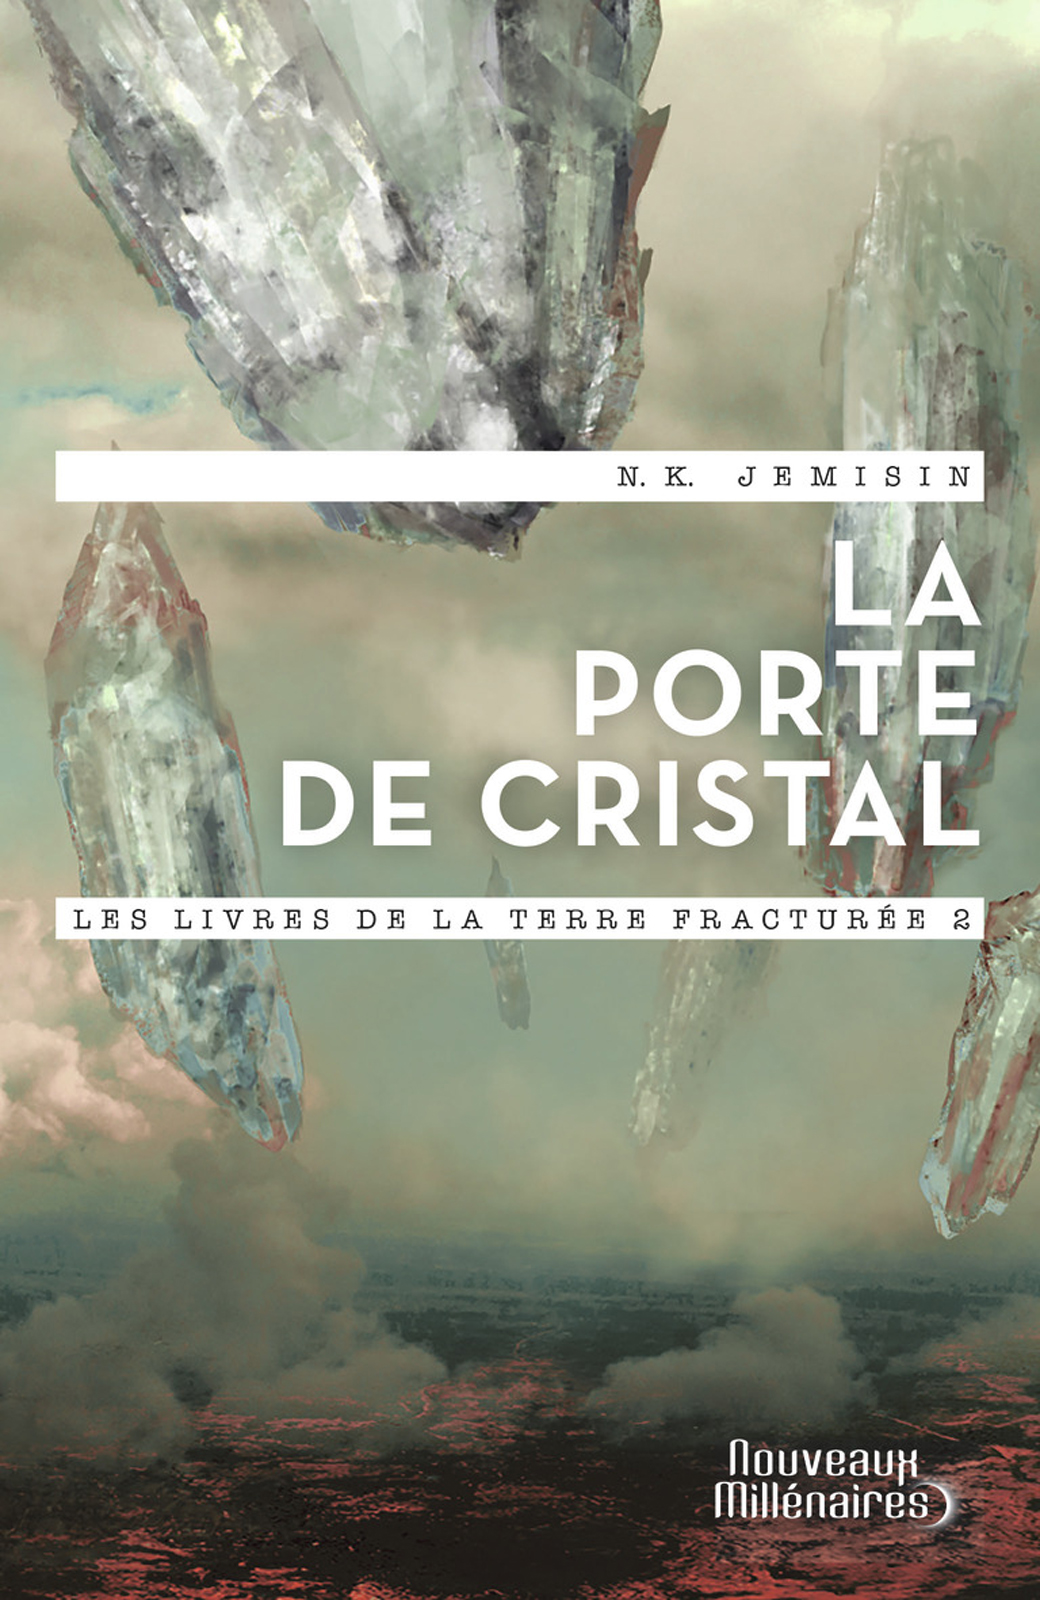 N. K. JEMISIN
LA
PORTE
DE CRISTAL
LES LIVRES DE LA TERRE FRACTURÉE 2
Nouveaux
Millénaires